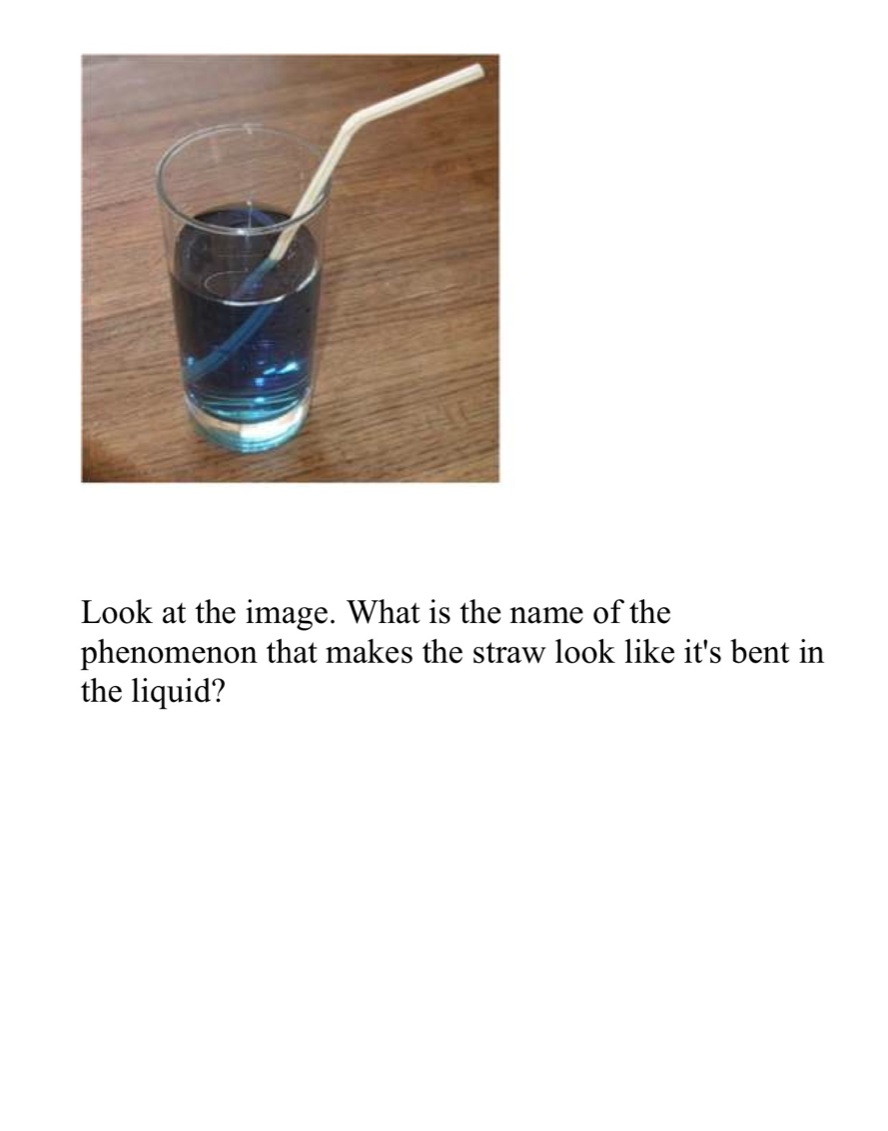 Look at the image. What is the name of the
phenomenon that makes the straw look like it's bent in
the liquid?